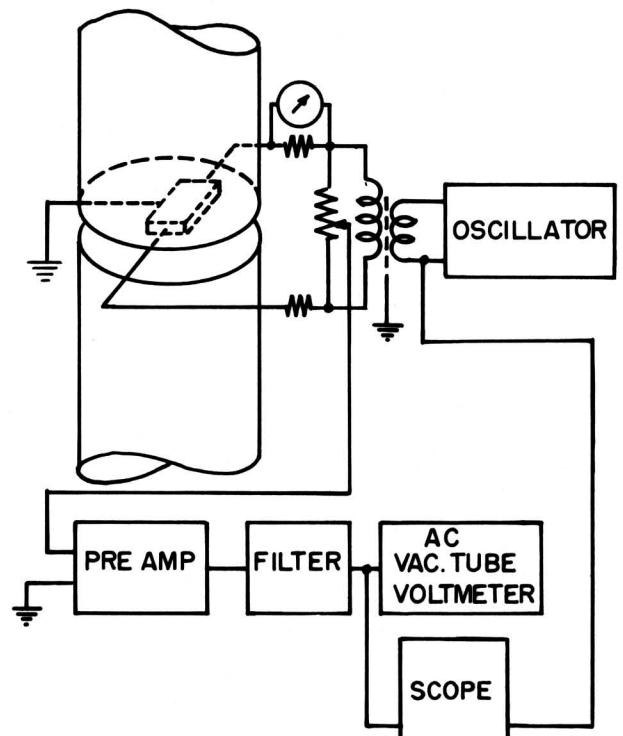 OSCILLATOR
PRE AMP
FILTER
AC
VAC. TUBE
VOLTMETER
SCOPE